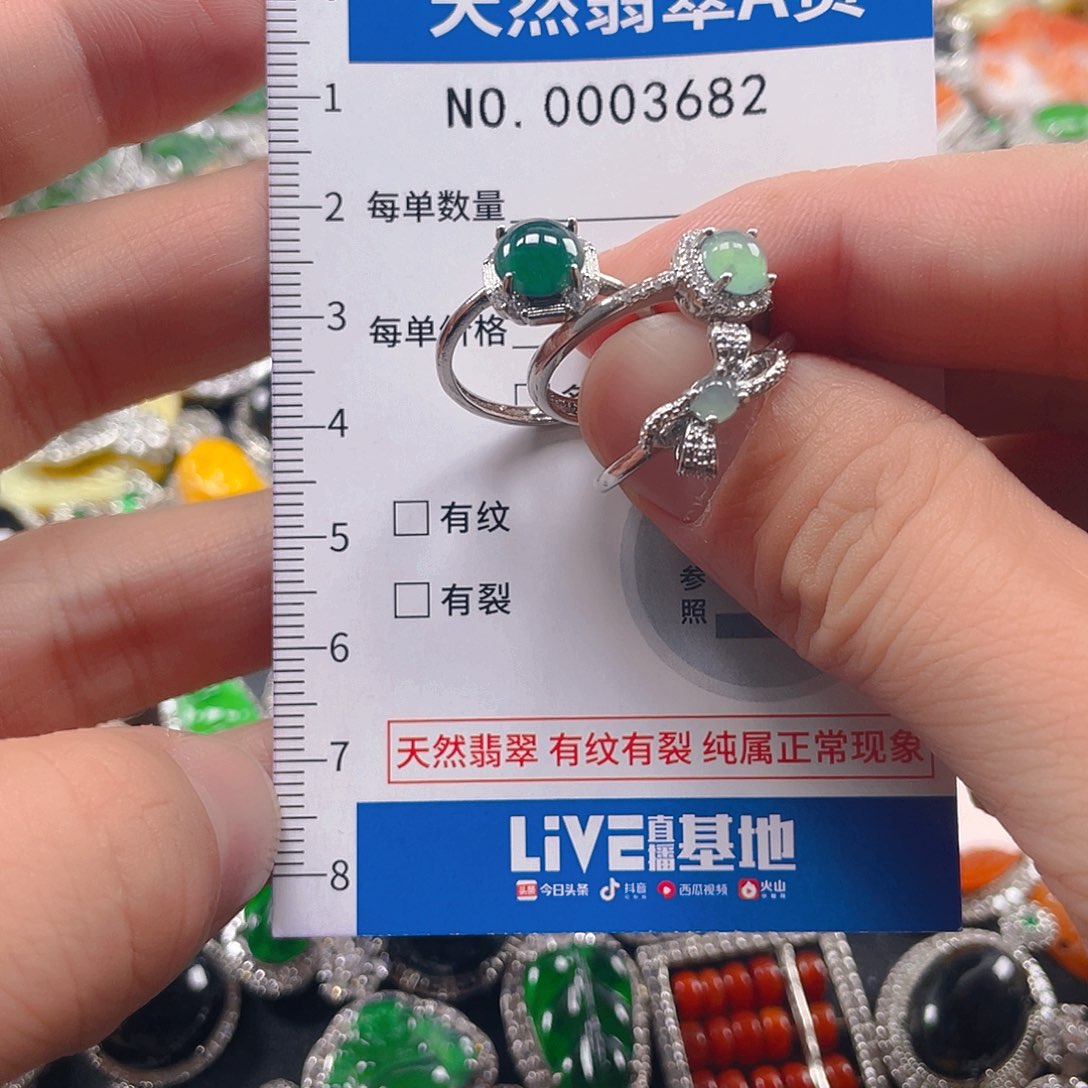 天然翡翠A货
NO. 0003682
1
2
每单数量
3
每单价格
4
5
□ 有纹
□ 有裂
参
照
6
7
天然翡翠 有纹有裂 纯属正常现象
LiVE直播基地
头条 今日头条 抖音 西瓜视频 火山
8